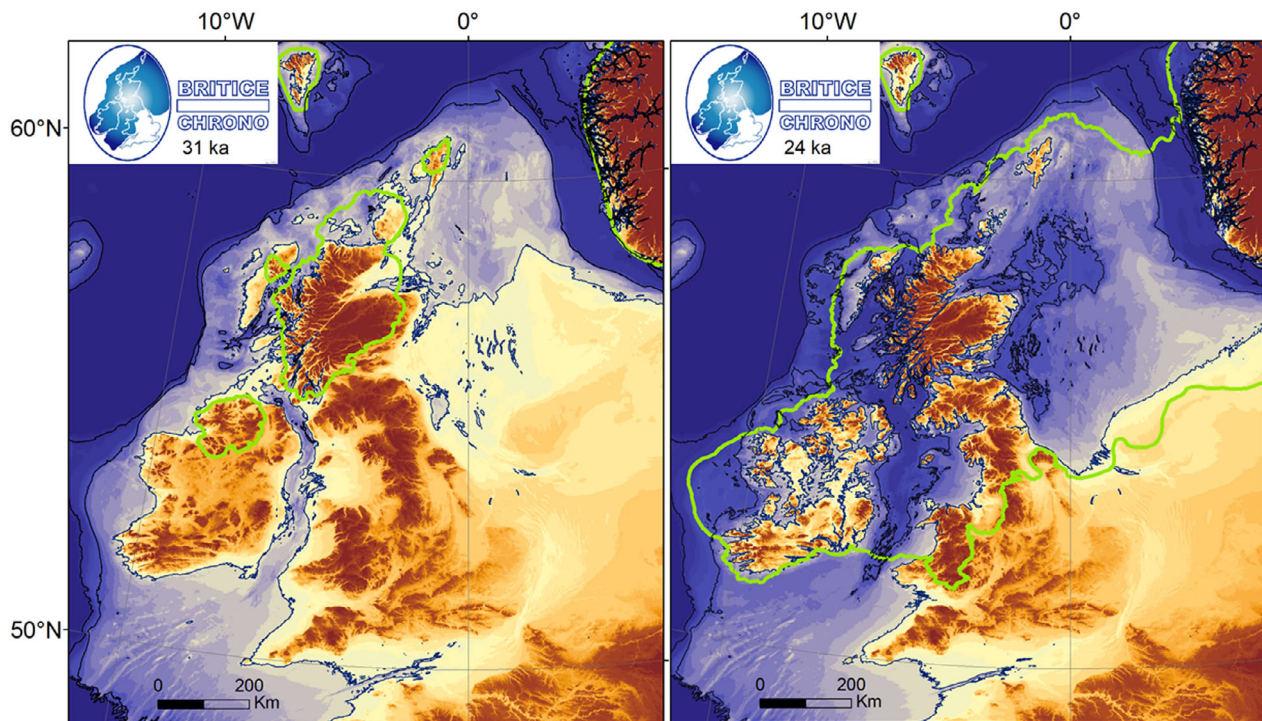 10°W 0° 10°W 0°
BRITICE
CHRONO
31 ka
BRITICE
CHRONO
24 ka
60°N
50°N
0 200
Km
0 200
Km